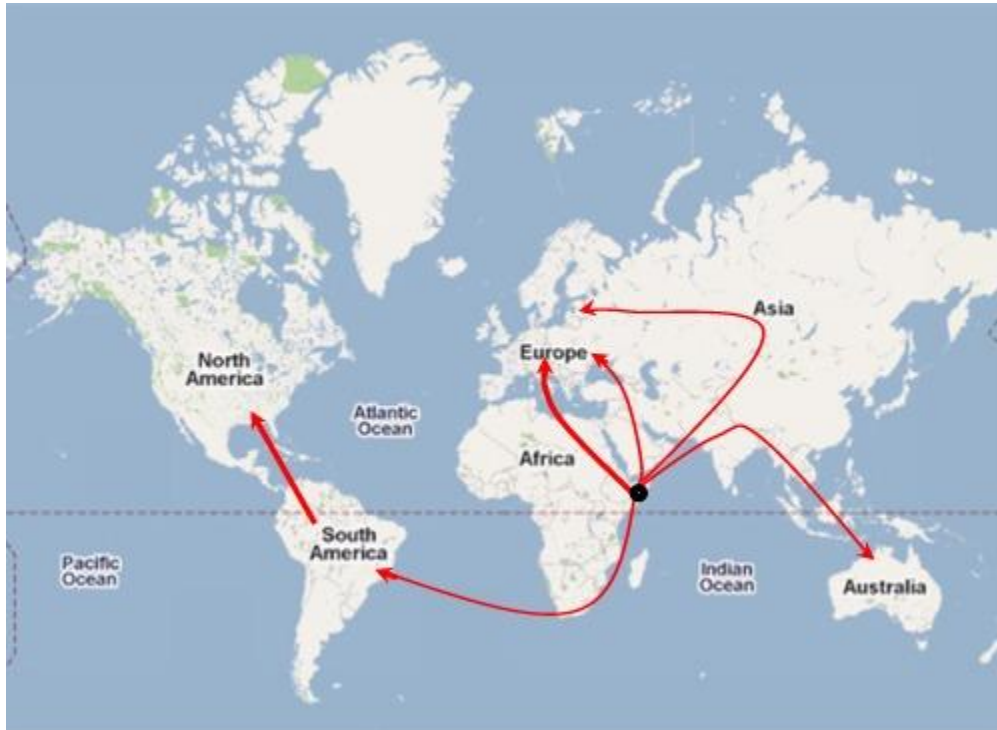 Asia
Europe
North
America
Atlantic
Ocean
Africa
South
America
Pacific
Ocean
Indian
Ocean
Australia